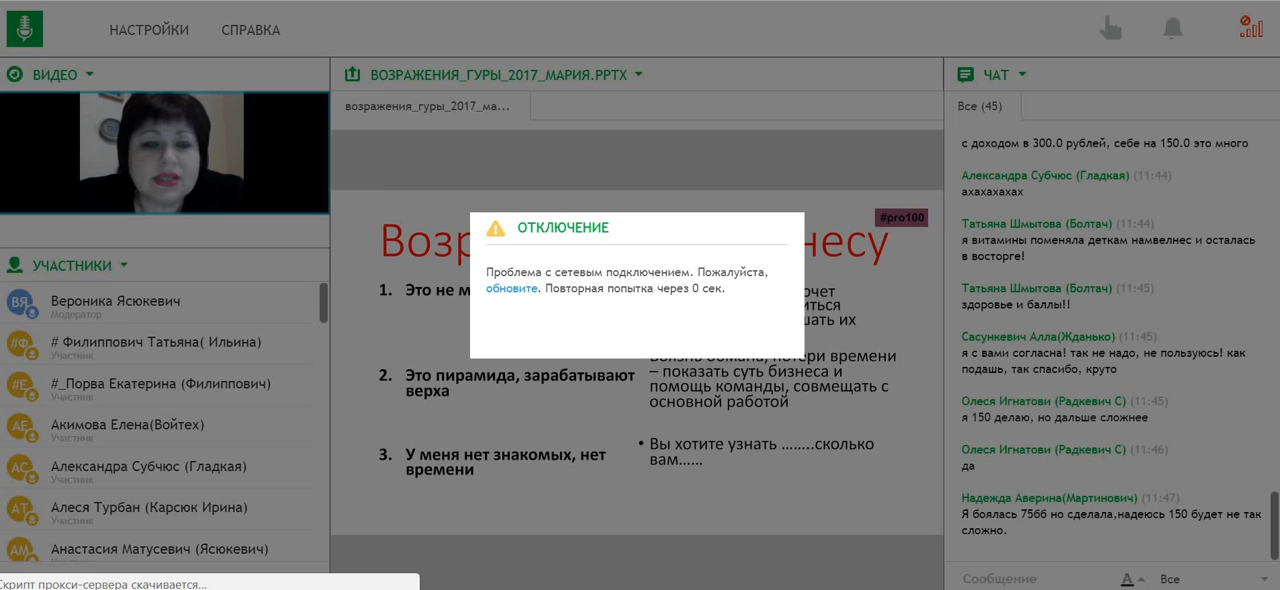 НАСТРОЙКИ СПРАВКА
ВИДЕО
ВОЗРАЖЕНИЯ_ГУРЫ_2017_МАРИЯ.PPTX
возражения_гуры_2017_ма...
#pro100
Возр
несу
1. Это не м
хочет
иться
шать их
времени
– показать суть бизнеса и
помощь команды, совмещать с
основной работой
2. Это пирамида, зарабатывают
верха
• Вы хотите узнать ……..сколько
вам……
3. У меня нет знакомых, нет
времени
ОТКЛЮЧЕНИЕ
Проблема с сетевым подключением. Пожалуйста,
обновите. Повторная попытка через 0 сек.
УЧАСТНИКИ
ВЯ Вероника Ясюкевич
Модератор
#Ф # Филиппович Татьяна( Ильина)
Участник
#Е #_Порва Екатерина (Филиппович)
Участник
АЕ Акимова Елена(Войтех)
Участник
АС Александра Субчюс (Гладкая)
Участник
АТ Алеся Турбан (Карсюк Ирина)
Участник
АМ Анастасия Матусевич (Ясюкевич)
Скрипт прокси-сервера скачивается...
ЧАТ
Все (45)
с доходом в 300.0 рублей, себе на 150.0 это много
Александра Субчюс (Гладкая) (11:44)
ахахахахах
Татьяна Шмытова (Болтач) (11:44)
я витамины поменяла деткам намвелнес и осталась
в восторге!
Татьяна Шмытова (Болтач) (11:45)
здоровье и баллы!!
Сасункевич Алла(Жданько) (11:45)
я с вами согласна! так не надо, не пользуюсь! как
подашь, так спасибо, круто
Олеся Игнатови (Радкевич С) (11:45)
я 150 делаю, но дальше сложнее
Олеся Игнатови (Радкевич С) (11:46)
да
Надежда Аверина(Мартинович) (11:47)
Я боялась 75бб но сделала,надеюсь 150 будет не так
сложно.
Сообщение А Все